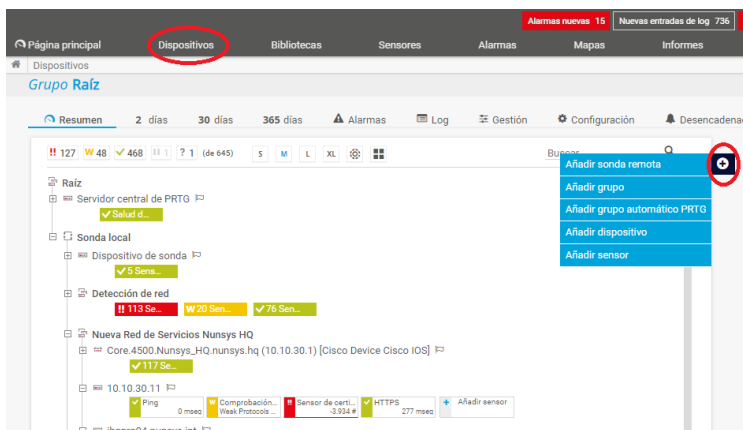 Alarmas nuevas 15 Nuevas entradas de log 736
Página principal Dispositivos Bibliotecas Sensores Alarmas Mapas Informes
Dispositivos
Grupo Raíz
Resumen 2 días 30 días 365 días Alarmas Log Gestión Configuración Desencadena
!! 127 W 48 468 II 1 ? 1 (de 645) S M L XL Buscar
Añadir sonda remota
Raíz
Añadir grupo
Servidor central de PRTG
Añadir grupo automático PRTG
Salud d...
Añadir dispositivo
Sonda local
Añadir sensor
Dispositivo de sonda
5 Sens...
Detección de red
!! 113 Se... W 20 Sen... 76 Sen...
Nueva Red de Servicios Nunsys HQ
Core.4500.Nunsys_HQ.nunsys.hq (10.10.30.1) [Cisco Device Cisco IOS]
117 Se...
10.10.30.11
Ping W Comprobación... !! Sensor de certi... HTTPS + Añadir sensor
0 mseq Weak Protocols ... -3.934 # 277 mseq